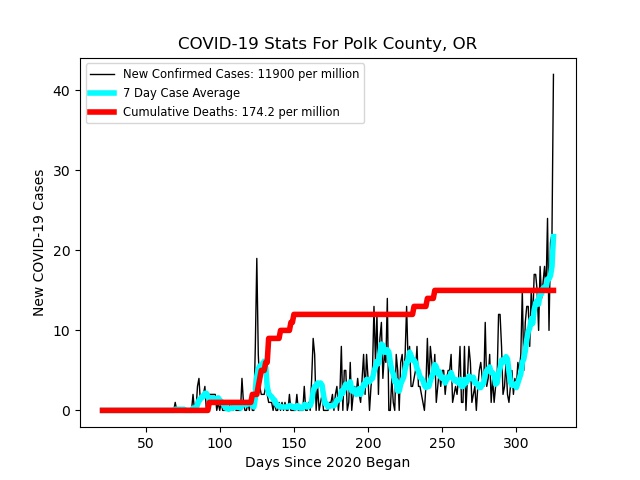 COVID-19 Stats For Polk County, OR
New Confirmed Cases: 11900 per million
7 Day Case Average
Cumulative Deaths: 174.2 per million
New COVID-19 Cases
40
30
20
10
0
50 100 150 200 250 300
Days Since 2020 Began